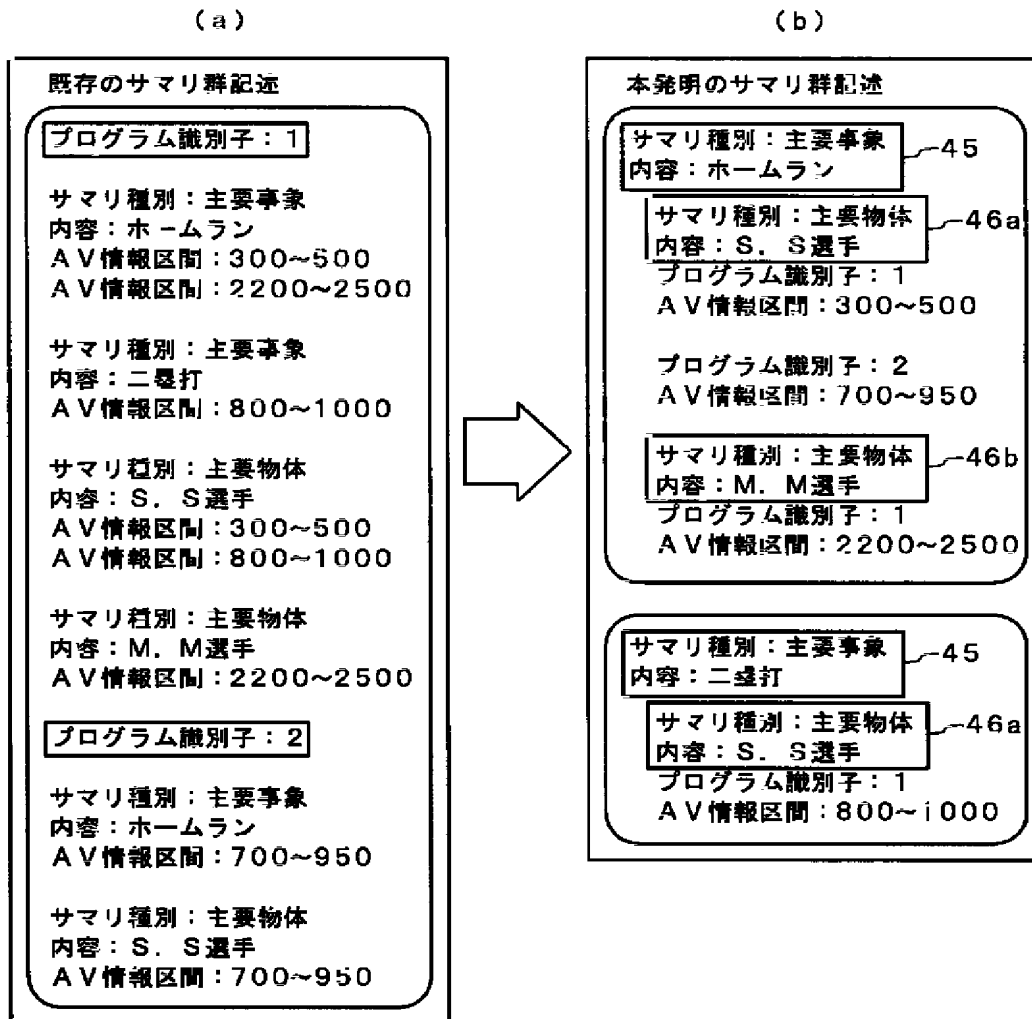 (a)
既存のサマリ群記述
プログラム識別子：1
サマリ種別：主要事象
内容：ホームラン
AV情報区間：300~500
AV情報区間：2200~2500
サマリ種別：主要事象
内容：二塁打
AV情報区間：800~1000
サマリ種別：主要物体
内容：S．S選手
AV情報区間：300~500
AV情報区間：800~1000
サマリ種別：主要物体
内容：M．M選手
AV情報区間：2200~2500
プログラム識別子：2
サマリ種別：主要事象
内容：ホームラン
AV情報区間：700~950
サマリ種別：主要物体
内容：S．S選手
AV情報区間：700~950
(b)
本発明のサマリ群記述
サマリ種別：主要事象
内容：ホームラン
45
サマリ種別：主要物体
内容：S．S選手
46a
プログラム識別子：1
AV情報区間：300~500
プログラム識別子：2
AV情報区間：700~950
サマリ種別：主要物体
内容：M．M選手
46b
プログラム識別子：1
AV情報区間：2200~2500
サマリ種別：主要事象
内容：二塁打
45
サマリ種別：主要物体
内容：S．S選手
46a
プログラム識別子：1
AV情報区間：800~1000